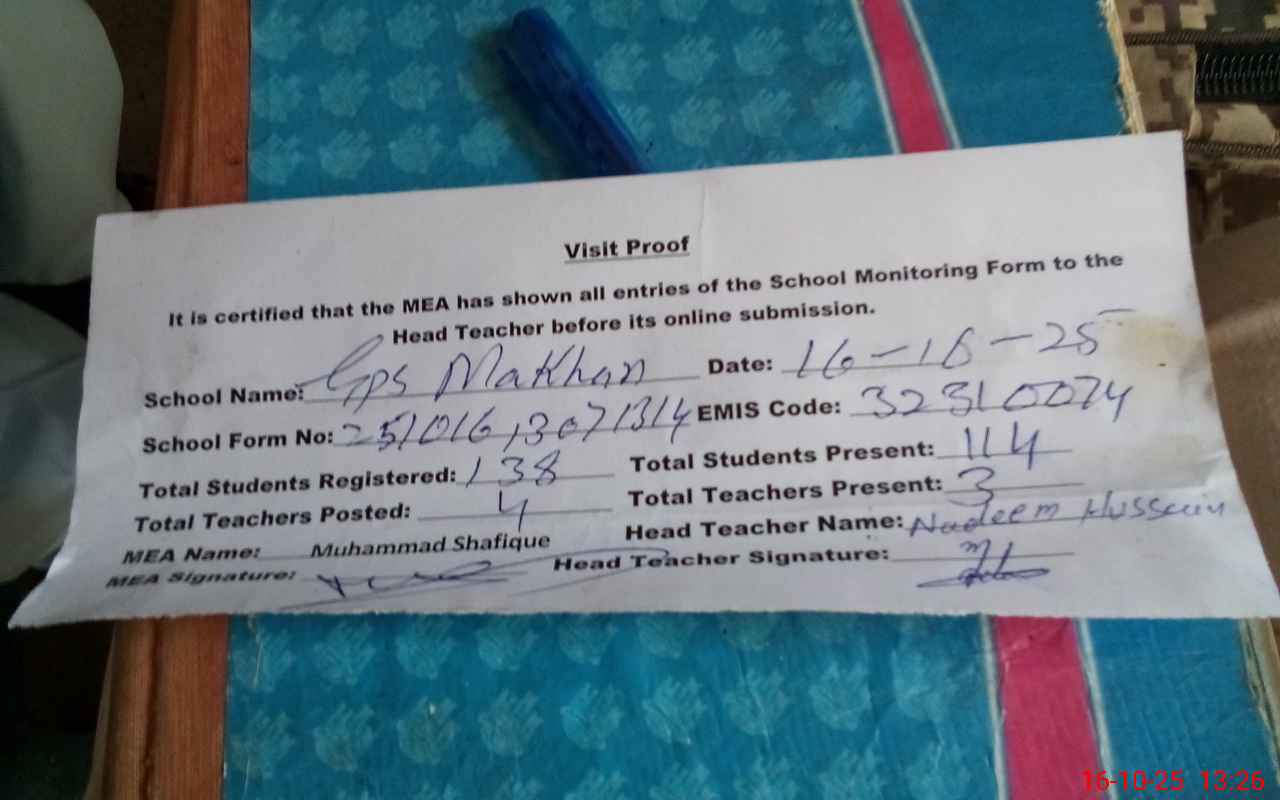 Visit Proof
It is certified that the MEA has shown all entries of the School Monitoring Form to the
Head Teacher before its online submission.
School Name: Gps Makhan Date: 16-10-25
School Form No: 251016,3071314 EMIS Code: 32310074
Total Students Registered: 138 Total Students Present: 114
Total Teachers Posted: 4 Total Teachers Present: 3
MEA Name: Muhammad Shafique Head Teacher Name: Nadeem Hussain
MEA Signature: Head Teacher Signature:
16-10-25 13:26